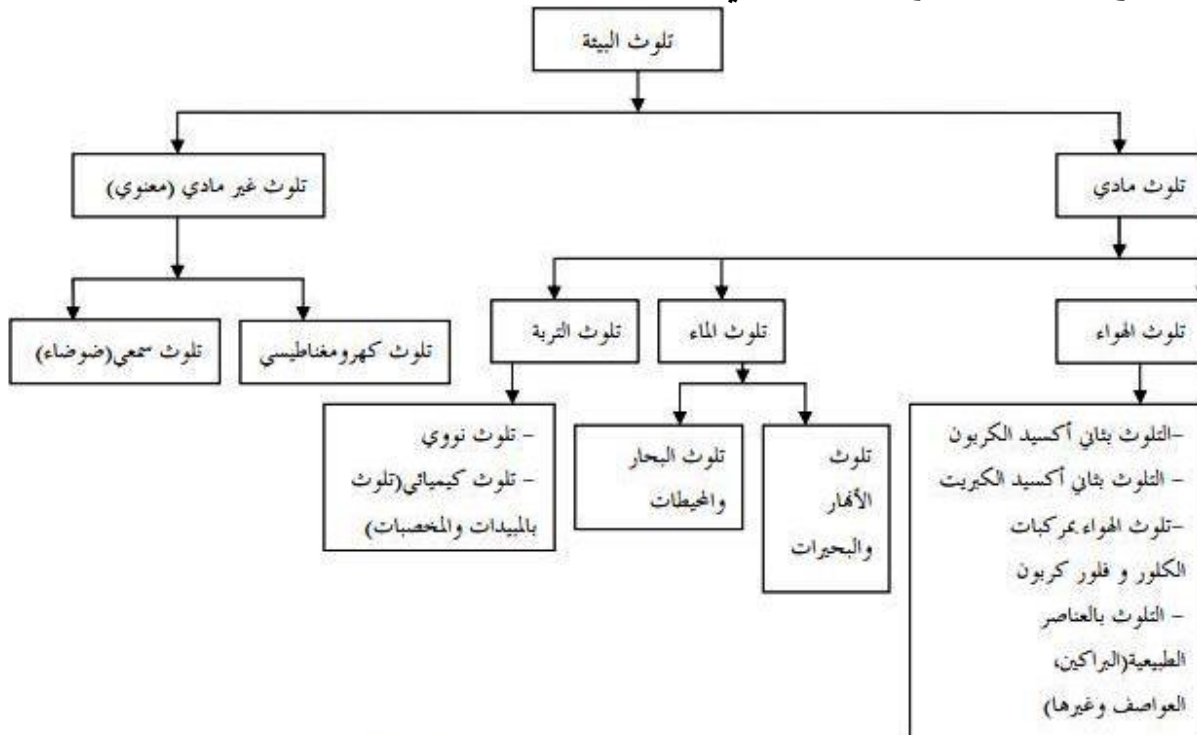 تلوث البيئة
تلوث مادي
تلوث غير مادي (معنوي)
تلوث الهواء
تلوث الماء
تلوث التربة
تلوث كهرومغناطيسي
تلوث سمعي(ضوضاء)
-التلوث بثاني أكسيد الكربون
- التلوث بثاني أكسيد الكبريت
-تلوث الهواء بمركبات
الكلور و فلور كربون
- التلوث بالعناصر
الطبيعية(البراكين،
العواصف وغيرها)
تلوث
الأنهار
والبحيرات
تلوث البحار
والمحيطات
- تلوث نووي
- تلوث كيميائي(تلوث
بالمبيدات والمخصبات)